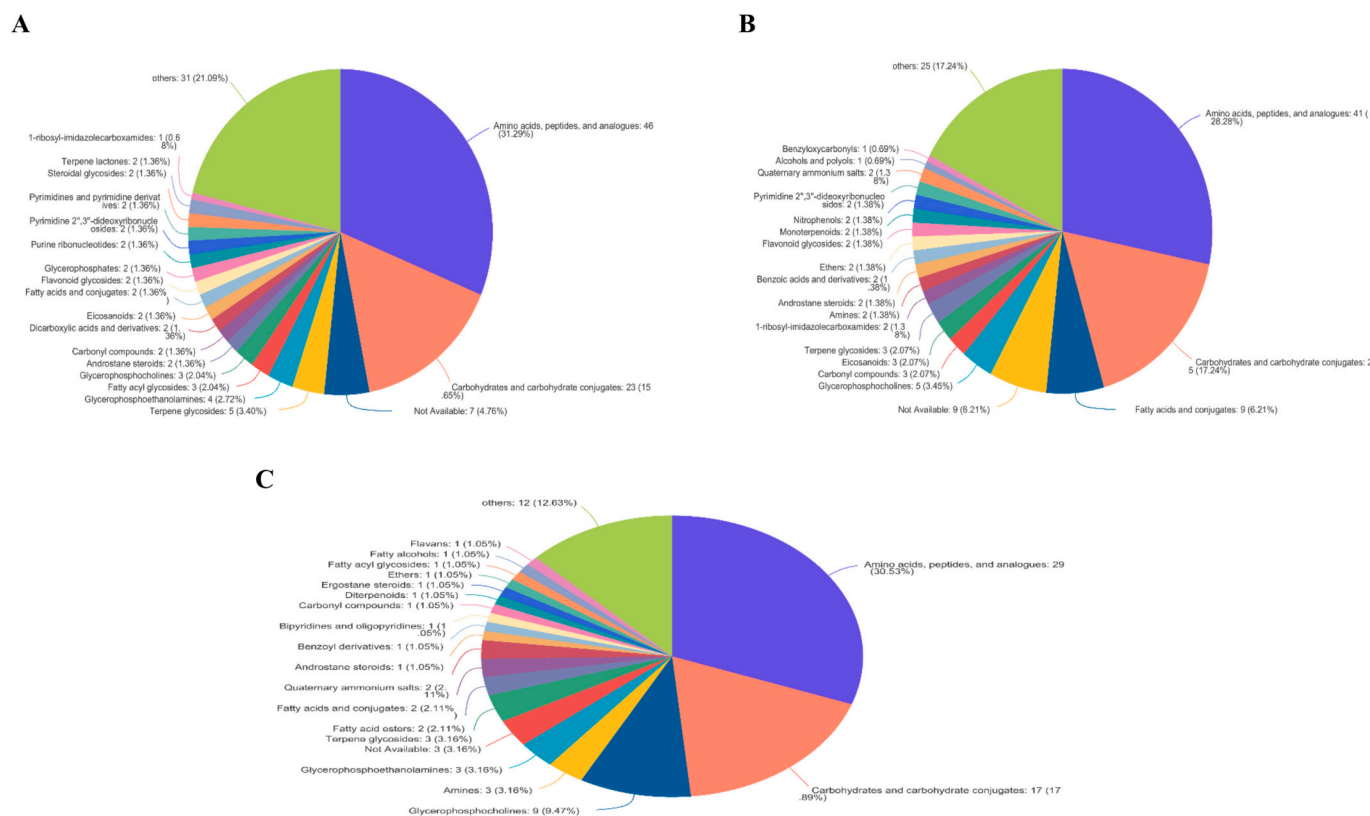 A
others: 31 (21.09%)
1-ribosyl-imidazolecarboxamides: 1 (0.6
8%)
Terpene lactones: 2 (1.36%)
Steroidal glycosides: 2 (1.36%)
Pyrimidines and pyrimidine derivat
ives: 2 (1.36%)
Pyrimidine 2",3"-dideoxyribonucle
osides: 2 (1.36%)
Purine ribonucleotides: 2 (1.36%)
Glycerophosphates: 2 (1.36%)
Flavonoid glycosides: 2 (1.36%)
Fatty acids and conjugates: 2 (1.36%
)
Eicosanoids: 2 (1.36%)
Dicarboxylic acids and derivatives: 2 (1.
36%)
Carbonyl compounds: 2 (1.36%)
Androstane steroids: 2 (1.36%)
Glycerophosphocholines: 3 (2.04%)
Fatty acyl glycosides: 3 (2.04%)
Glycerophosphoethanolamines: 4 (2.72%)
Terpene glycosides: 5 (3.40%)
Not Available: 7 (4.76%)
Carbohydrates and carbohydrate conjugates: 23 (15
.65%)
Amino acids, peptides, and analogues: 46
(31.29%)
B
others: 25 (17.24%)
Benzyloxycarbonyls: 1 (0.69%)
Alcohols and polyols: 1 (0.69%)
Quaternary ammonium salts: 2 (1.3
8%)
Pyrimidine 2",3"-dideoxyribonucleo
sides: 2 (1.38%)
Nitrophenols: 2 (1.38%)
Monoterpenoids: 2 (1.38%)
Flavonoid glycosides: 2 (1.38%)
Ethers: 2 (1.38%)
Benzoic acids and derivatives: 2 (1
.38%)
Androstane steroids: 2 (1.38%)
Amines: 2 (1.38%)
1-ribosyl-imidazolecarboxamides: 2 (1.3
8%)
Terpene glycosides: 3 (2.07%)
Eicosanoids: 3 (2.07%)
Carbonyl compounds: 3 (2.07%)
Glycerophosphocholines: 5 (3.45%)
Not Available: 9 (6.21%)
Fatty acids and conjugates: 9 (6.21%)
Carbohydrates and carbohydrate conjugates: 2
5 (17.24%)
Amino acids, peptides, and analogues: 41 (
28.28%)
C
others: 12 (12.63%)
Flavans: 1 (1.05%)
Fatty alcohols: 1 (1.05%)
Fatty acyl glycosides: 1 (1.05%)
Ethers: 1 (1.05%)
Ergostane steroids: 1 (1.05%)
Diterpenoids: 1 (1.05%)
Carbonyl compounds: 1 (1.05%)
Bipyridines and oligopyridines: 1 (1
.05%)
Benzoyl derivatives: 1 (1.05%)
Androstane steroids: 1 (1.05%)
Quaternary ammonium salts: 2 (2.
11%)
Fatty acids and conjugates: 2 (2.11%
)
Fatty acid esters: 2 (2.11%)
Terpene glycosides: 3 (3.16%)
Not Available: 3 (3.16%)
Glycerophosphoethanolamines: 3 (3.16%)
Amines: 3 (3.16%)
Glycerophosphocholines: 9 (9.47%)
Carbohydrates and carbohydrate conjugates: 17 (17
.89%)
Amino acids, peptides, and analogues: 29
(30.53%)